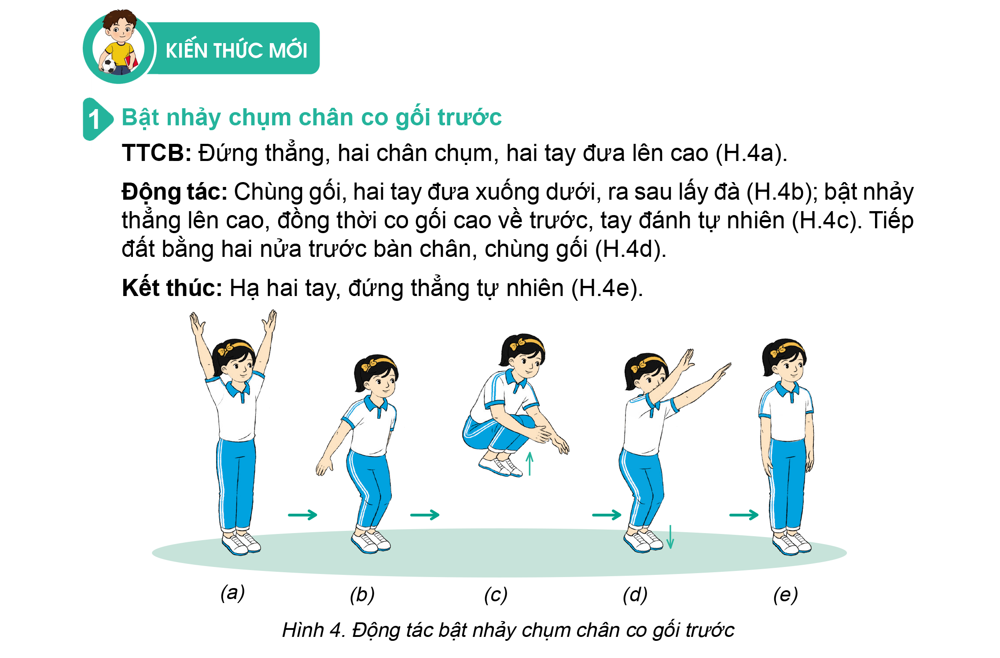 KIẾN THỨC MỚI
1 Bật nhảy chụm chân co gối trước
TTCB: Đứng thẳng, hai chân chụm, hai tay đưa lên cao (H.4a).
Động tác: Chùng gối, hai tay đưa xuống dưới, ra sau lấy đà (H.4b); bật nhảy
thẳng lên cao, đồng thời co gối cao về trước, tay đánh tự nhiên (H.4c). Tiếp
đất bằng hai nửa trước bàn chân, chùng gối (H.4d).
Kết thúc: Hạ hai tay, đứng thẳng tự nhiên (H.4e).
(a) (b) (c) (d) (e)
Hình 4. Động tác bật nhảy chụm chân co gối trước